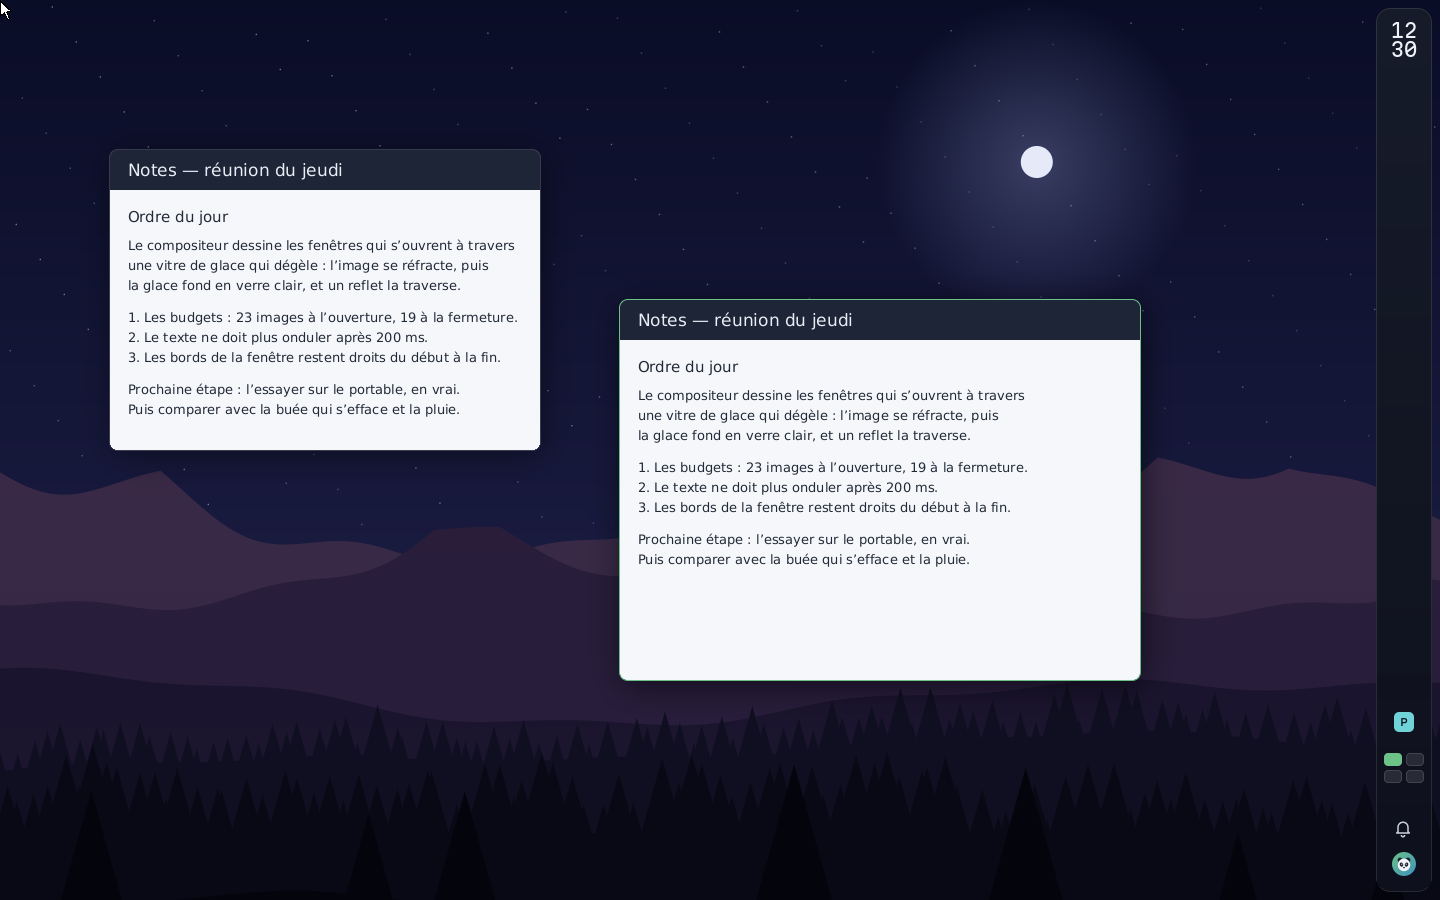 Notes — réunion du jeudi
Ordre du jour
Le compositeur dessine les fenêtres qui s’ouvrent à travers
une vitre de glace qui dégèle : l’image se réfracte, puis
la glace fond en verre clair, et un reflet la traverse.
1. Les budgets : 23 images à l’ouverture, 19 à la fermeture.
2. Le texte ne doit plus onduler après 200 ms.
3. Les bords de la fenêtre restent droits du début à la fin.
Prochaine étape : l’essayer sur le portable, en vrai.
Puis comparer avec la buée qui s’efface et la pluie.
Notes — réunion du jeudi
Ordre du jour
Le compositeur dessine les fenêtres qui s’ouvrent à travers
une vitre de glace qui dégèle : l’image se réfracte, puis
la glace fond en verre clair, et un reflet la traverse.
1. Les budgets : 23 images à l’ouverture, 19 à la fermeture.
2. Le texte ne doit plus onduler après 200 ms.
3. Les bords de la fenêtre restent droits du début à la fin.
Prochaine étape : l’essayer sur le portable, en vrai.
Puis comparer avec la buée qui s’efface et la pluie.
12
30
P